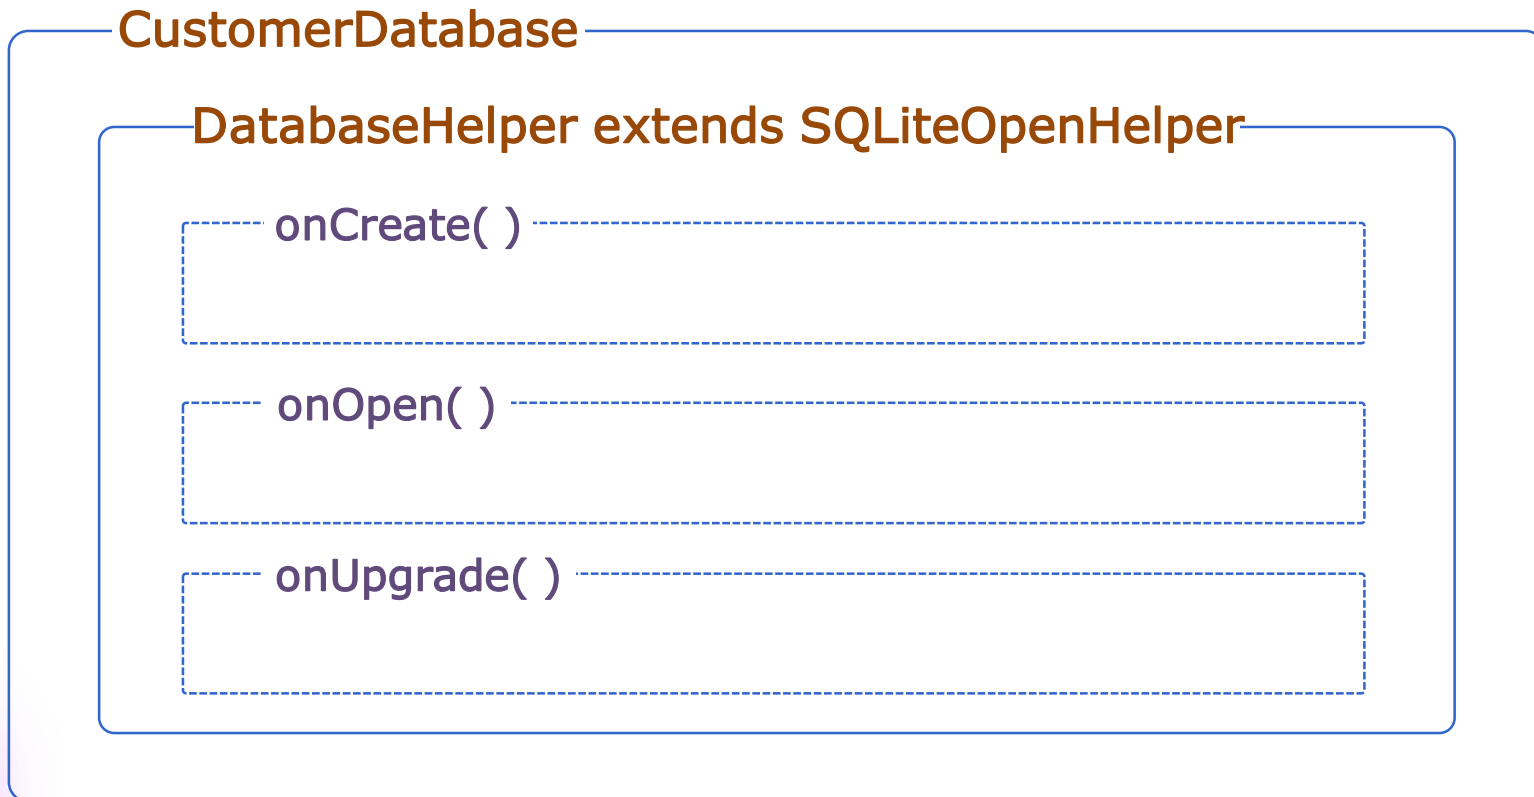 CustomerDatabase
DatabaseHelper extends SQLiteOpenHelper
onCreate( )
onOpen( )
onUpgrade( )